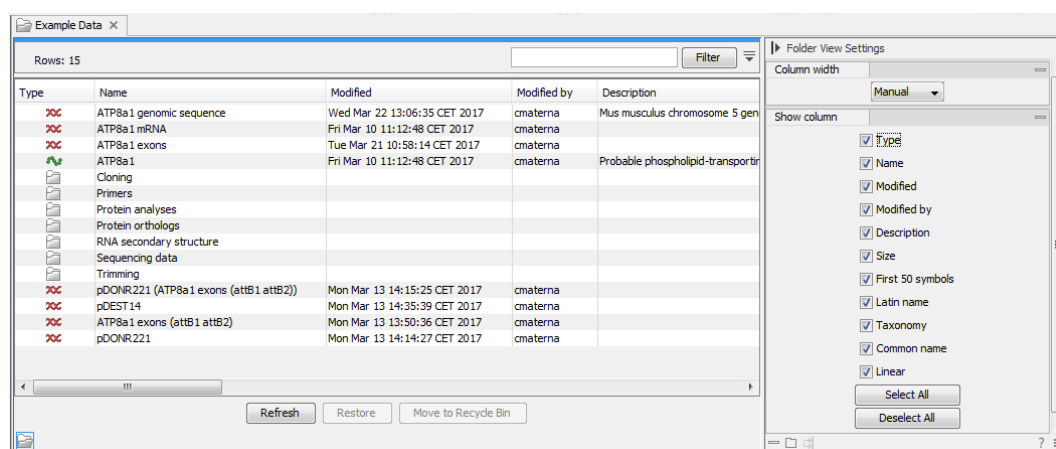 Example Data
Rows: 15
Filter
Type Name Modified Modified by Description
ATP8a1 genomic sequence Wed Mar 22 13:06:35 CET 2017 cmaterna Mus musculus chromosome 5 gen
ATP8a1 mRNA Fri Mar 10 11:12:48 CET 2017 cmaterna
ATP8a1 exons Tue Mar 21 10:58:14 CET 2017 cmaterna
ATP8a1 Fri Mar 10 11:12:48 CET 2017 cmaterna Probable phospholipid-transportin
Cloning
Primers
Protein analyses
Protein orthologs
RNA secondary structure
Sequencing data
Trimming
pDONR221 (ATP8a1 exons (attB1 attB2)) Mon Mar 13 14:15:25 CET 2017 cmaterna
pDEST14 Mon Mar 13 14:35:39 CET 2017 cmaterna
ATP8a1 exons (attB1 attB2) Mon Mar 13 13:50:36 CET 2017 cmaterna
pDONR221 Mon Mar 13 14:14:27 CET 2017 cmaterna
Refresh Restore Move to Recycle Bin
Folder View Settings
Column width
Manual
Show column
Type
Name
Modified
Modified by
Description
Size
First 50 symbols
Latin name
Taxonomy
Common name
Linear
Select All
Deselect All
?